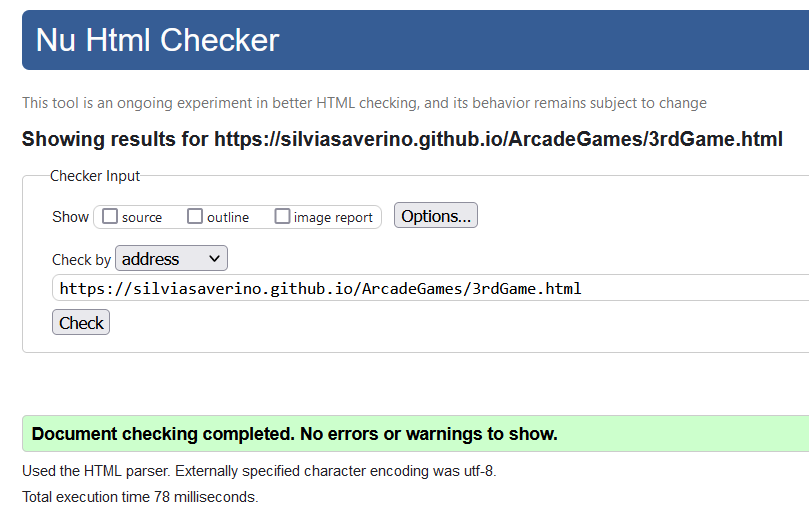 Nu Html Checker
This tool is an ongoing experiment in better HTML checking, and its behavior remains subject to change
Showing results for https://silviasaverino.github.io/ArcadeGames/3rdGame.html
Checker Input
Show source outline image report Options...
Check by address
https://silviasaverino.github.io/ArcadeGames/3rdGame.html
Check
Document checking completed. No errors or warnings to show.
Used the HTML parser. Externally specified character encoding was utf-8.
Total execution time 78 milliseconds.